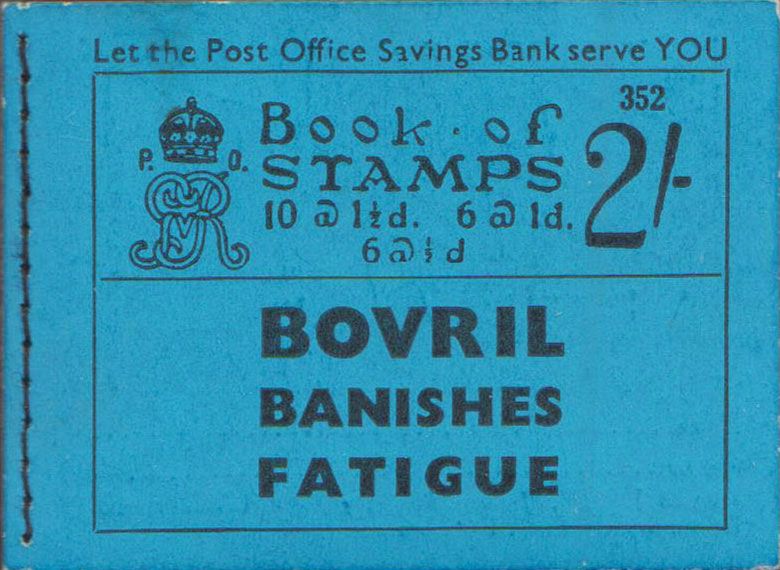 Let the Post Office Savings Bank serve YOU
352
P. O.
Book of
STAMPS
2/-
10 @ 1½d. 6 @ 1d.
6 @ ½d
BOVRIL
BANISHES
FATIGUE